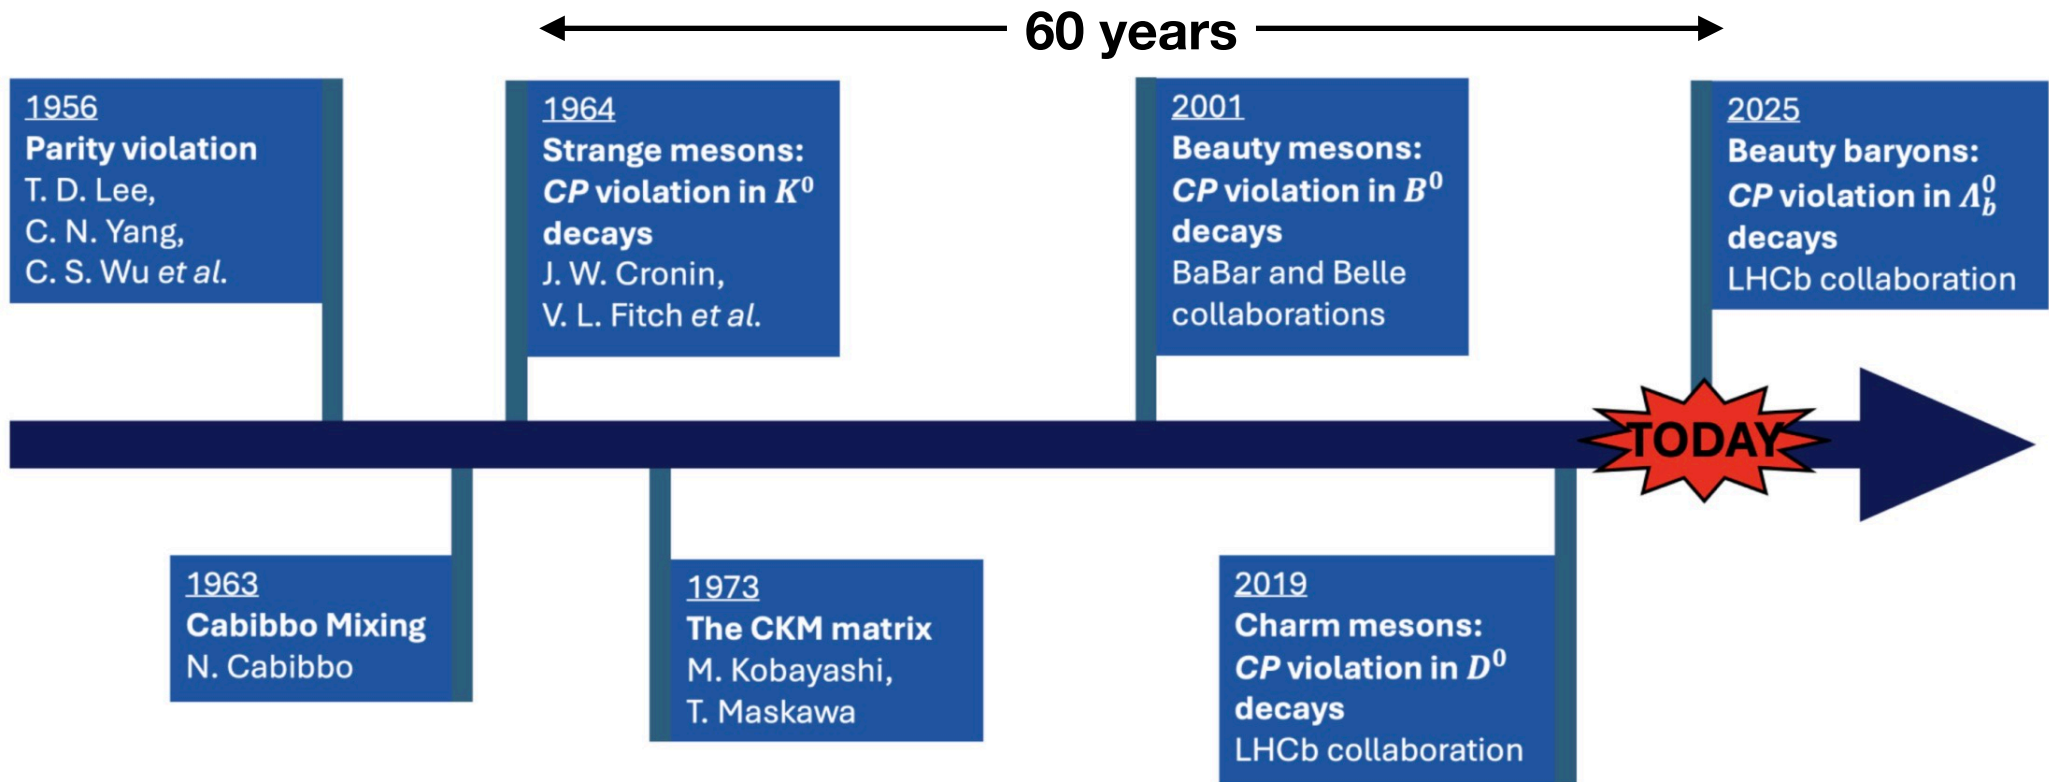 60 years
1956
Parity violation
T. D. Lee,
C. N. Yang,
C. S. Wu et al.
1964
Strange mesons:
CP violation in K⁰
decays
J. W. Cronin,
V. L. Fitch et al.
2001
Beauty mesons:
CP violation in B⁰
decays
BaBar and Belle
collaborations
2025
Beauty baryons:
CP violation in Λ_b^0
decays
LHCb collaboration
TODAY
1963
Cabibbo Mixing
N. Cabibbo
1973
The CKM matrix
M. Kobayashi,
T. Maskawa
2019
Charm mesons:
CP violation in D⁰
decays
LHCb collaboration